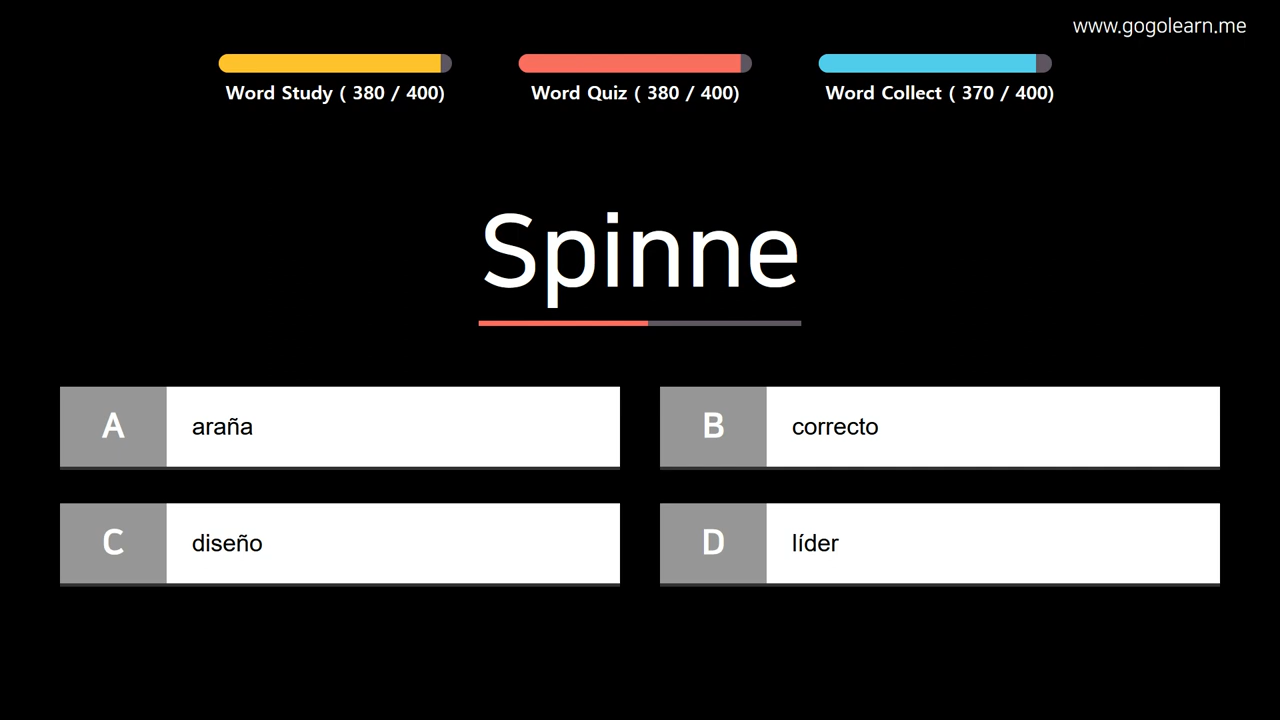 www.gogolearn.me
Word Study ( 380 / 400)
Word Quiz ( 380 / 400)
Word Collect ( 370 / 400)
Spinne
A araña
B correcto
C diseño
D líder